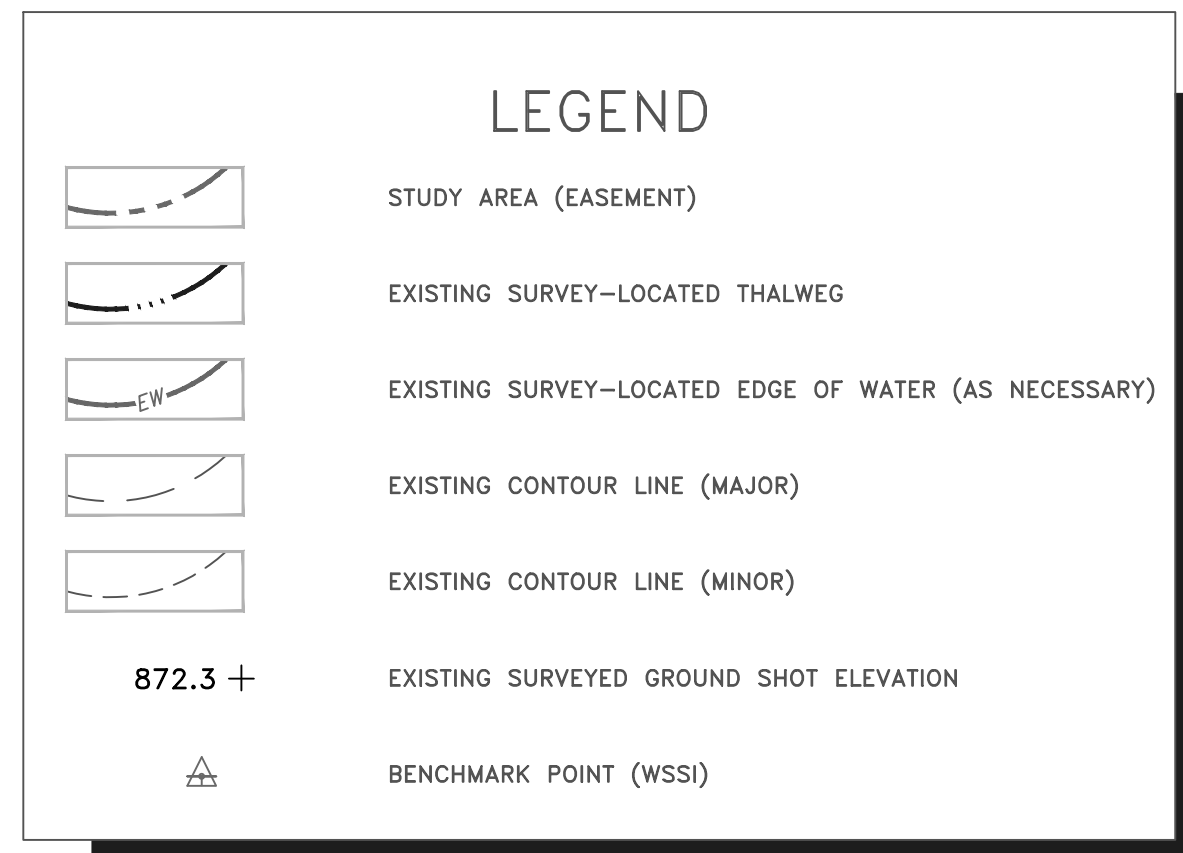 LEGEND
STUDY AREA (EASEMENT)
EXISTING SURVEY-LOCATED THALWEG
EW EXISTING SURVEY-LOCATED EDGE OF WATER (AS NECESSARY)
EXISTING CONTOUR LINE (MAJOR)
EXISTING CONTOUR LINE (MINOR)
872.3 EXISTING SURVEYED GROUND SHOT ELEVATION
BENCHMARK POINT (WSSI)